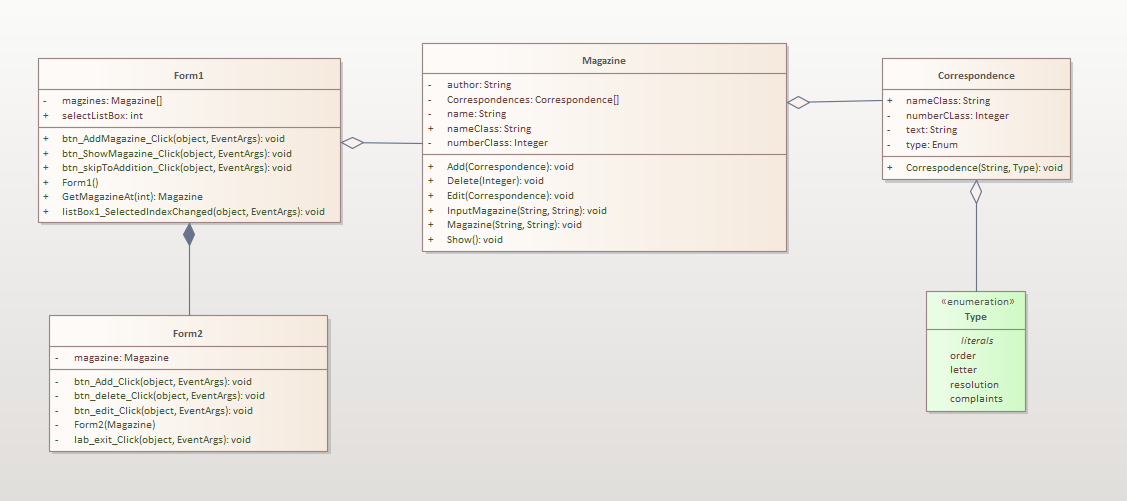 Form1
- magzines: Magazine[]
+ selectListBox: int
+ btn_AddMagazine_Click(object, EventArgs): void
+ btn_ShowMagazine_Click(object, EventArgs): void
+ btn_skipToAddition_Click(object, EventArgs): void
+ Form1()
+ GetMagazineAt(int): Magazine
+ listBox1_SelectedIndexChanged(object, EventArgs): void
Magazine
- author: String
- Correspondences: Correspondence[]
- name: String
+ nameClass: String
- numberClass: Integer
+ Add(Correspondence): void
+ Delete(Integer): void
+ Edit(Correspondence): void
+ InputMagazine(String, String): void
+ Magazine(String, String): void
+ Show(): void
Correspondence
+ nameClass: String
- numberCLass: Integer
- text: String
- type: Enum
+ Correspodence(String, Type): void
Form2
- magazine: Magazine
- btn_Add_Click(object, EventArgs): void
- btn_delete_Click(object, EventArgs): void
- btn_edit_Click(object, EventArgs): void
- Form2(Magazine)
- lab_exit_Click(object, EventArgs): void
«enumeration»
Type
literals
order
letter
resolution
complaints